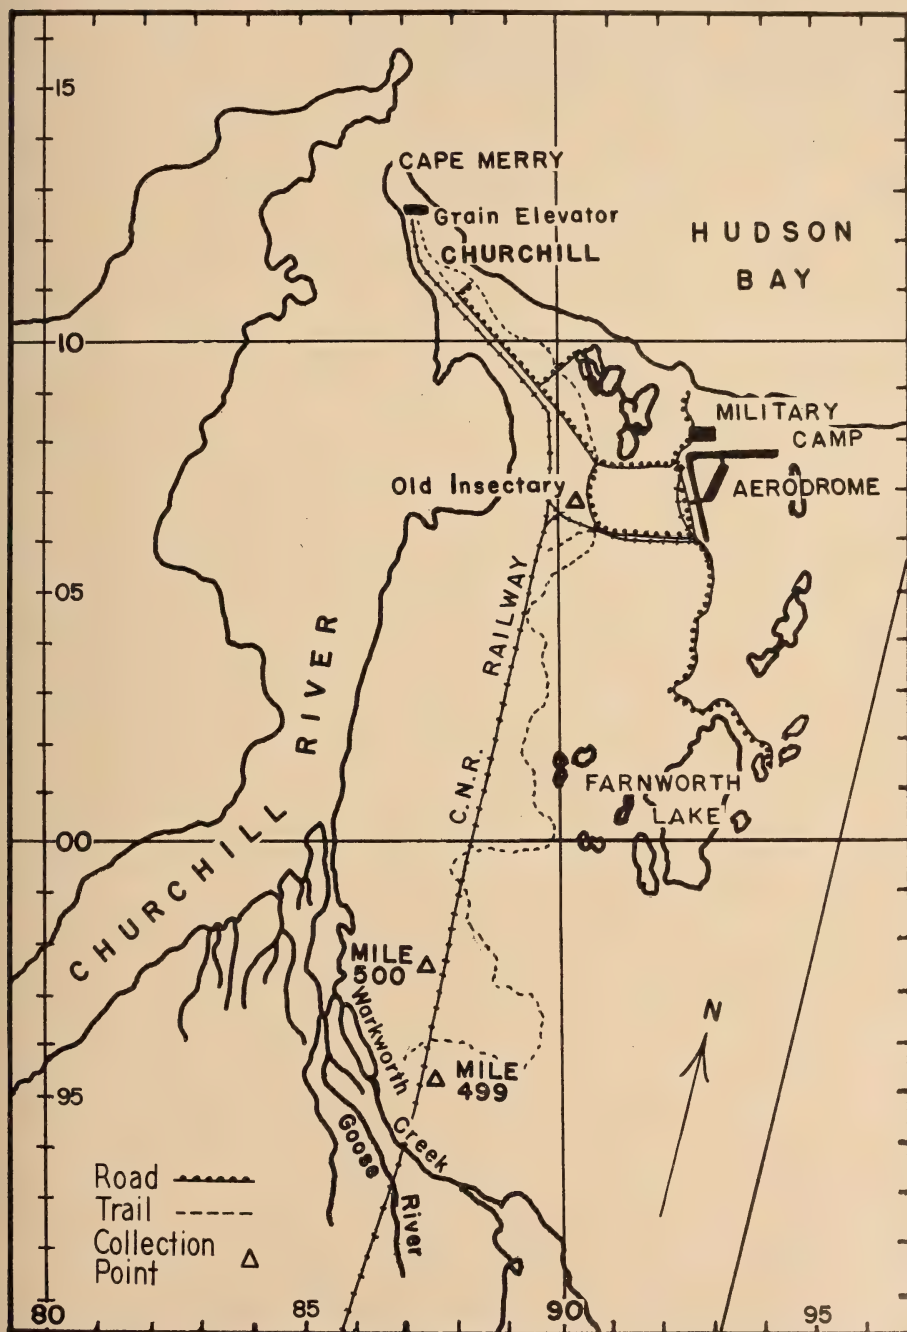 15
CAPE MERRY
Grain Elevator
CHURCHILL
HUDSON
BAY
10
MILITARY
CAMP
Old Insectary
AERODROME
05
RAILWAY
C.N.R.
CHURCHILL RIVER
FARNWORTH
LAKE
00
MILE
500
N
Warkworth Creek
MILE
499
95
Goose River
Road
Trail
Collection
Point
80
85
90
95